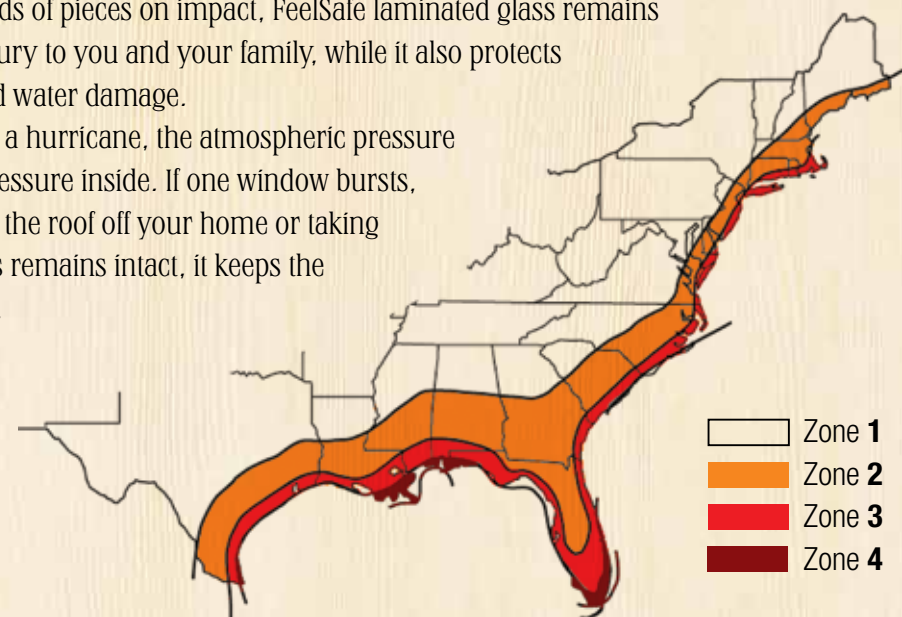 ds of pieces on impact, FeelSafe laminated glass remains
ury to you and your family, while it also protects
d water damage.
a hurricane, the atmospheric pressure
essure inside. If one window bursts,
the roof off your home or taking
s remains intact, it keeps the
Zone 1
Zone 2
Zone 3
Zone 4